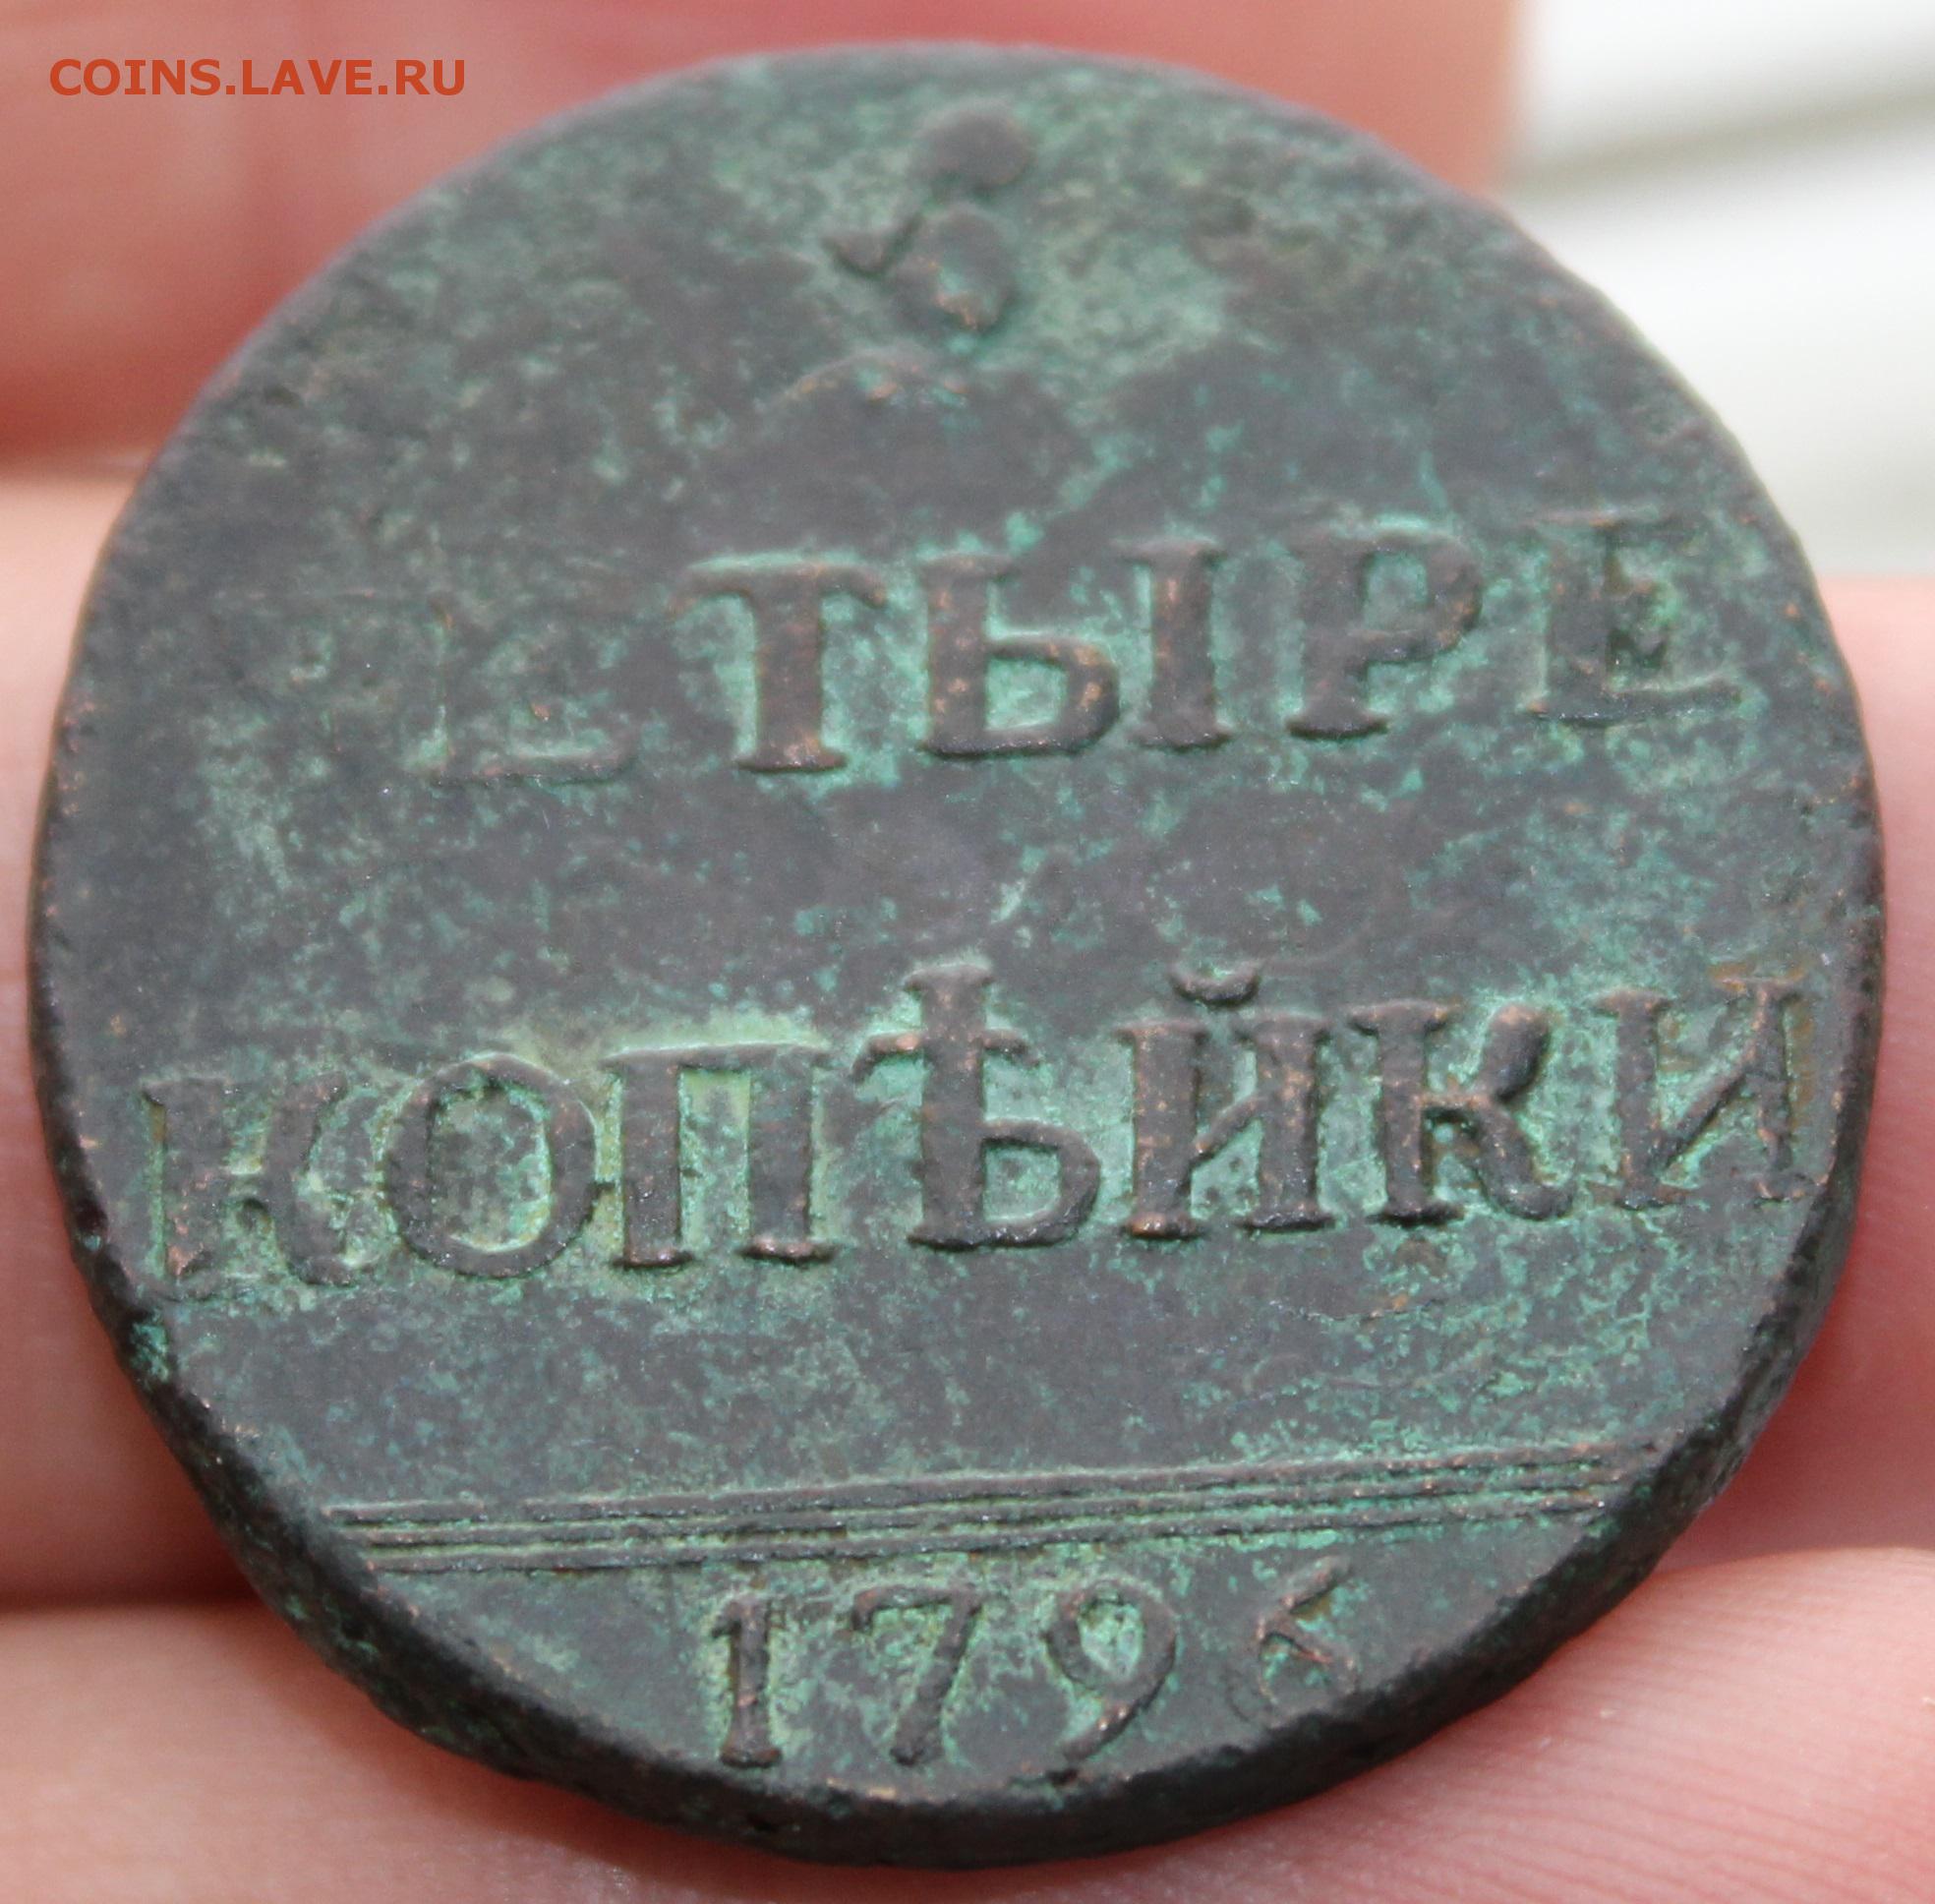 COINS.LAVE.RU
ЕТЫРЕ
КОПѢЙКИ
1796